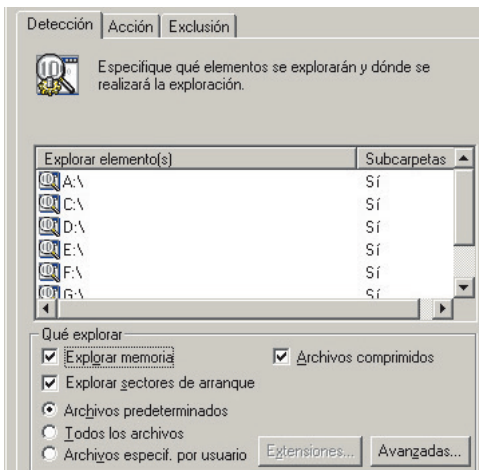 Detección Acción Exclusión
Especifique qué elementos se explorarán y dónde se
realizará la exploración.
Explorar elemento(s) Subcarpetas
A:\ Sí
C:\ Sí
D:\ Sí
E:\ Sí
F:\ Sí
G:\ Sí
Qué explorar
Explorar memoria Archivos comprimidos
Explorar sectores de arranque
Archivos predeterminados
Todos los archivos
Archivos especif. por usuario Extensiones... Avanzadas...